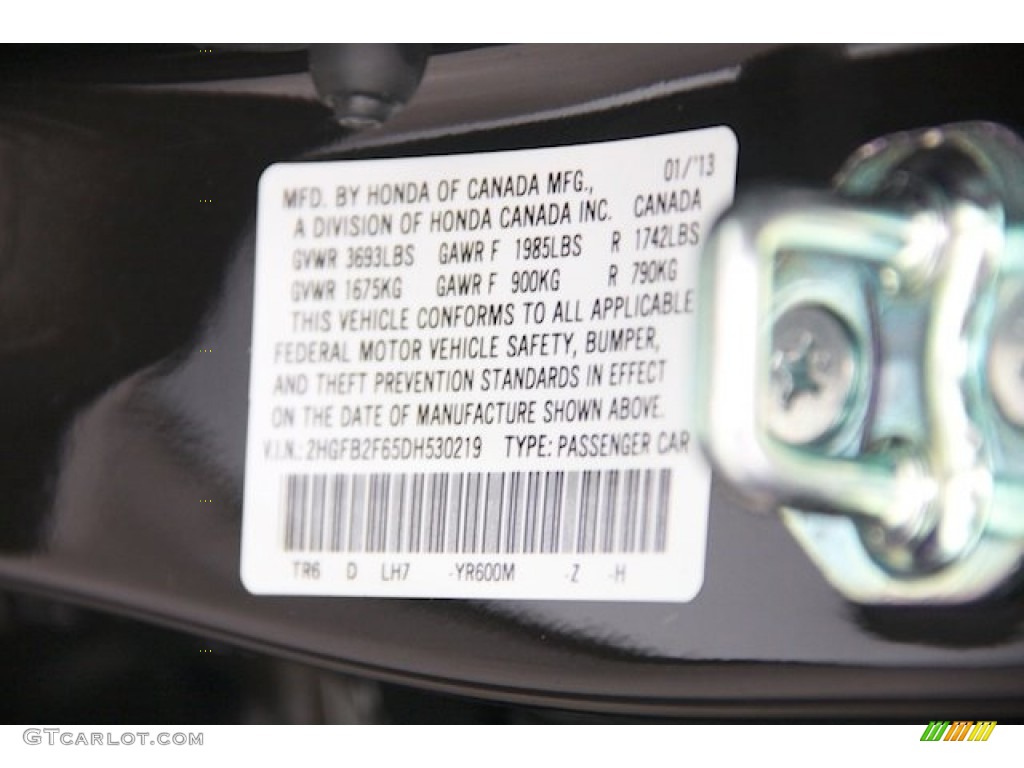 MFD. BY HONDA OF CANADA MFG., 01/'13
A DIVISION OF HONDA CANADA INC. CANADA
GVWR 3693LBS GAWR F 1985LBS R 1742LBS
GVWR 1675KG GAWR F 900KG R 790KG
THIS VEHICLE CONFORMS TO ALL APPLICABLE
FEDERAL MOTOR VEHICLE SAFETY, BUMPER,
AND THEFT PREVENTION STANDARDS IN EFFECT
ON THE DATE OF MANUFACTURE SHOWN ABOVE.
V.I.N.: 2HGFB2F65DH530219 TYPE: PASSENGER CAR
TR6 D LH7 -YR600M -Z -H
GTCARLOT.COM